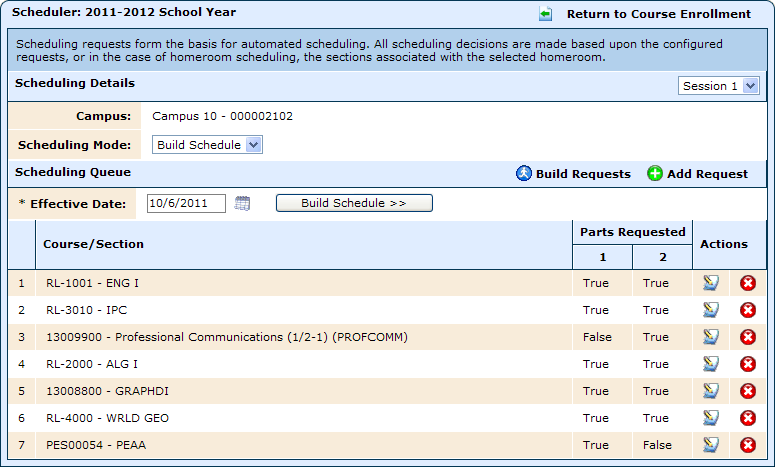 Scheduler: 2011-2012 School Year Return to Course Enrollment
Scheduling requests form the basis for automated scheduling. All scheduling decisions are made based upon the configured
requests, or in the case of homeroom scheduling, the sections associated with the selected homeroom.
Scheduling Details Session 1
Campus: Campus 10 - 000002102
Scheduling Mode: Build Schedule
Scheduling Queue Build Requests Add Request
* Effective Date: 10/6/2011 Build Schedule >>
Course/Section Parts Requested Actions
1 2
1 RL-1001 - ENG I True True
2 RL-3010 - IPC True True
3 13009900 - Professional Communications (1/2-1) (PROFCOMM) False True
4 RL-2000 - ALG I True True
5 13008800 - GRAPHDI True True
6 RL-4000 - WRLD GEO True True
7 PES00054 - PEAA True False